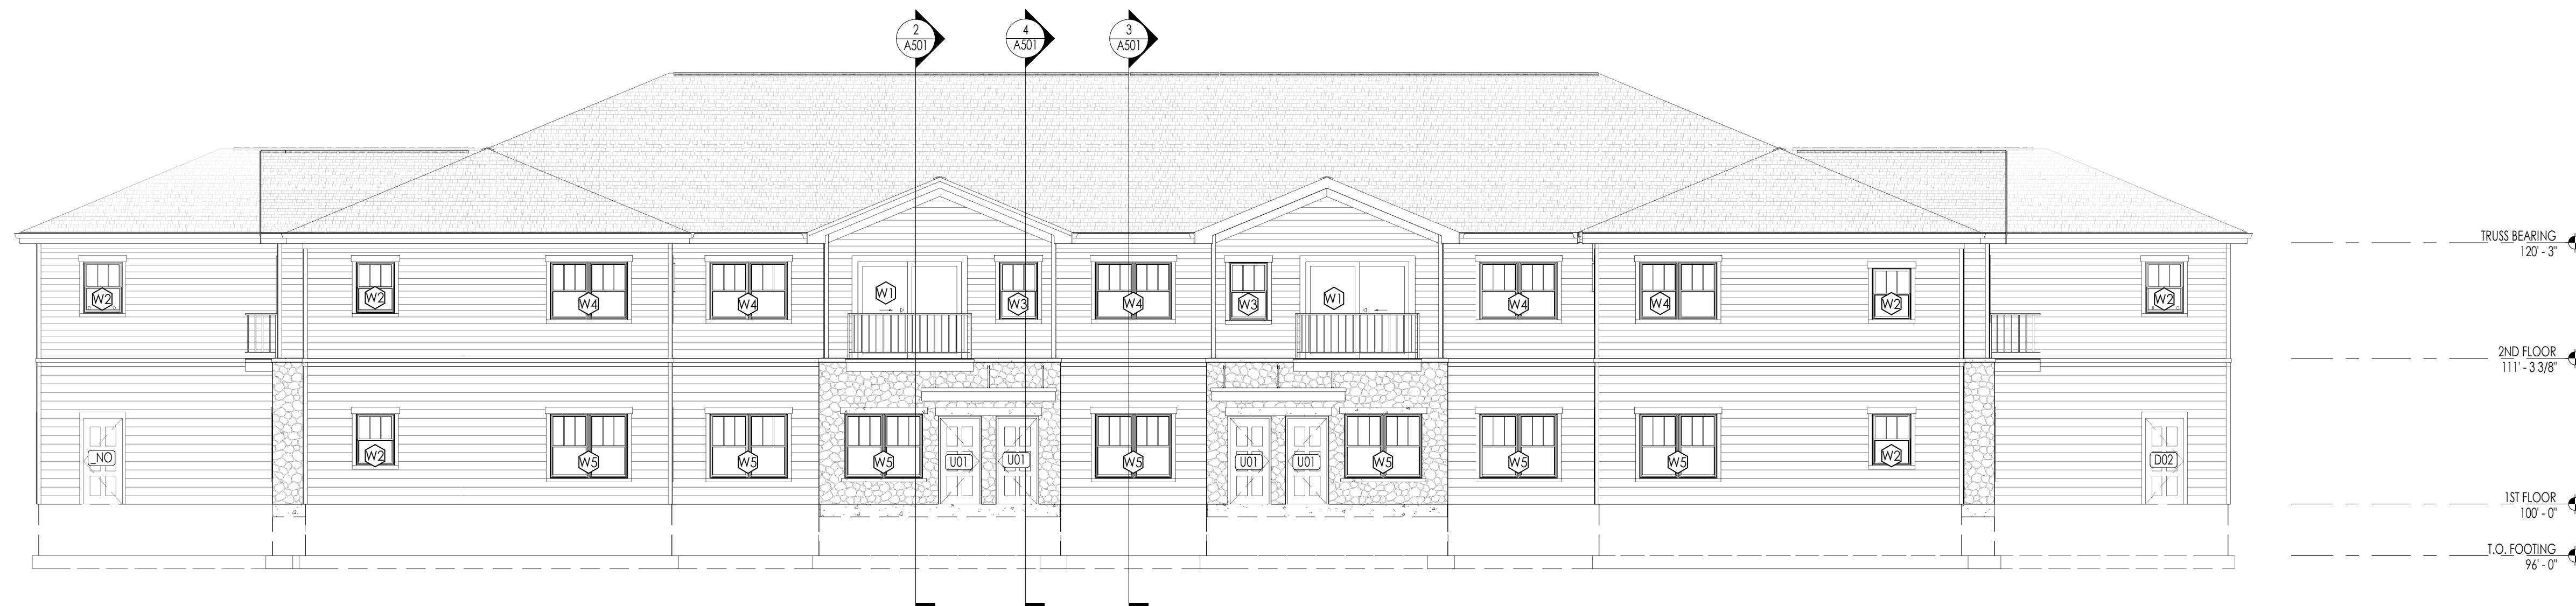 2
A501
4
A501
3
A501
TRUSS BEARING
120' - 3"
W2
W2
W4
W4
W1
W3
W4
W3
W1
W4
W4
W2
W2
2ND FLOOR
111' - 3 3/8"
W2
W5
W5
W5
W5
W5
W5
W5
W2
_NO
U01
U01
U01
U01
D02
1ST FLOOR
100' - 0"
T.O. FOOTING
96' - 0"